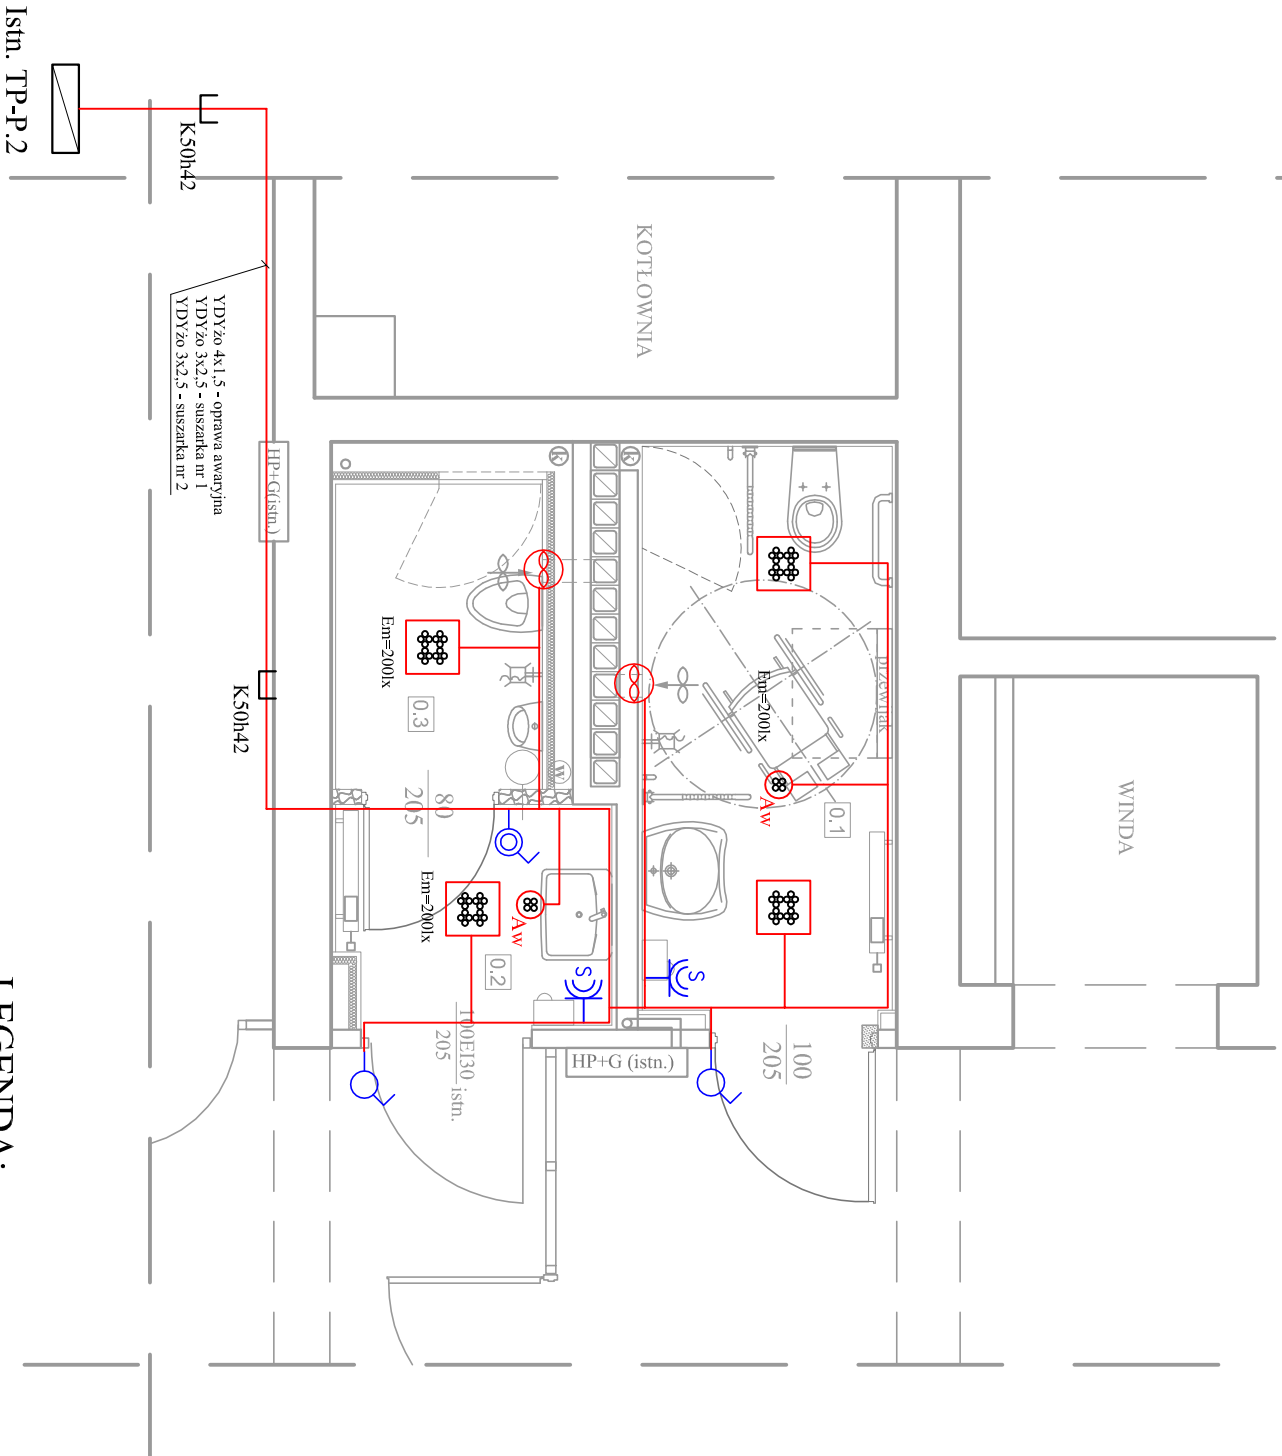 Istn. TP-P.2
K50h42
YDYżo 4x1,5 - oprawa awaryjna
YDYżo 3x2,5 - suszarka nr 1
YDYżo 3x2,5 - suszarka nr 2
HP+G(istn.)
K50h42
KOTŁOWNIA
WINDA
K
K
W
Em=200lx
0.3
80
205
Em=200lx
przewijak
Aw
0.1
Em=200lx
Aw
0.2
S
S
100EI30 istn.
205
HP+G (istn.)
100
205
LEGENDA: